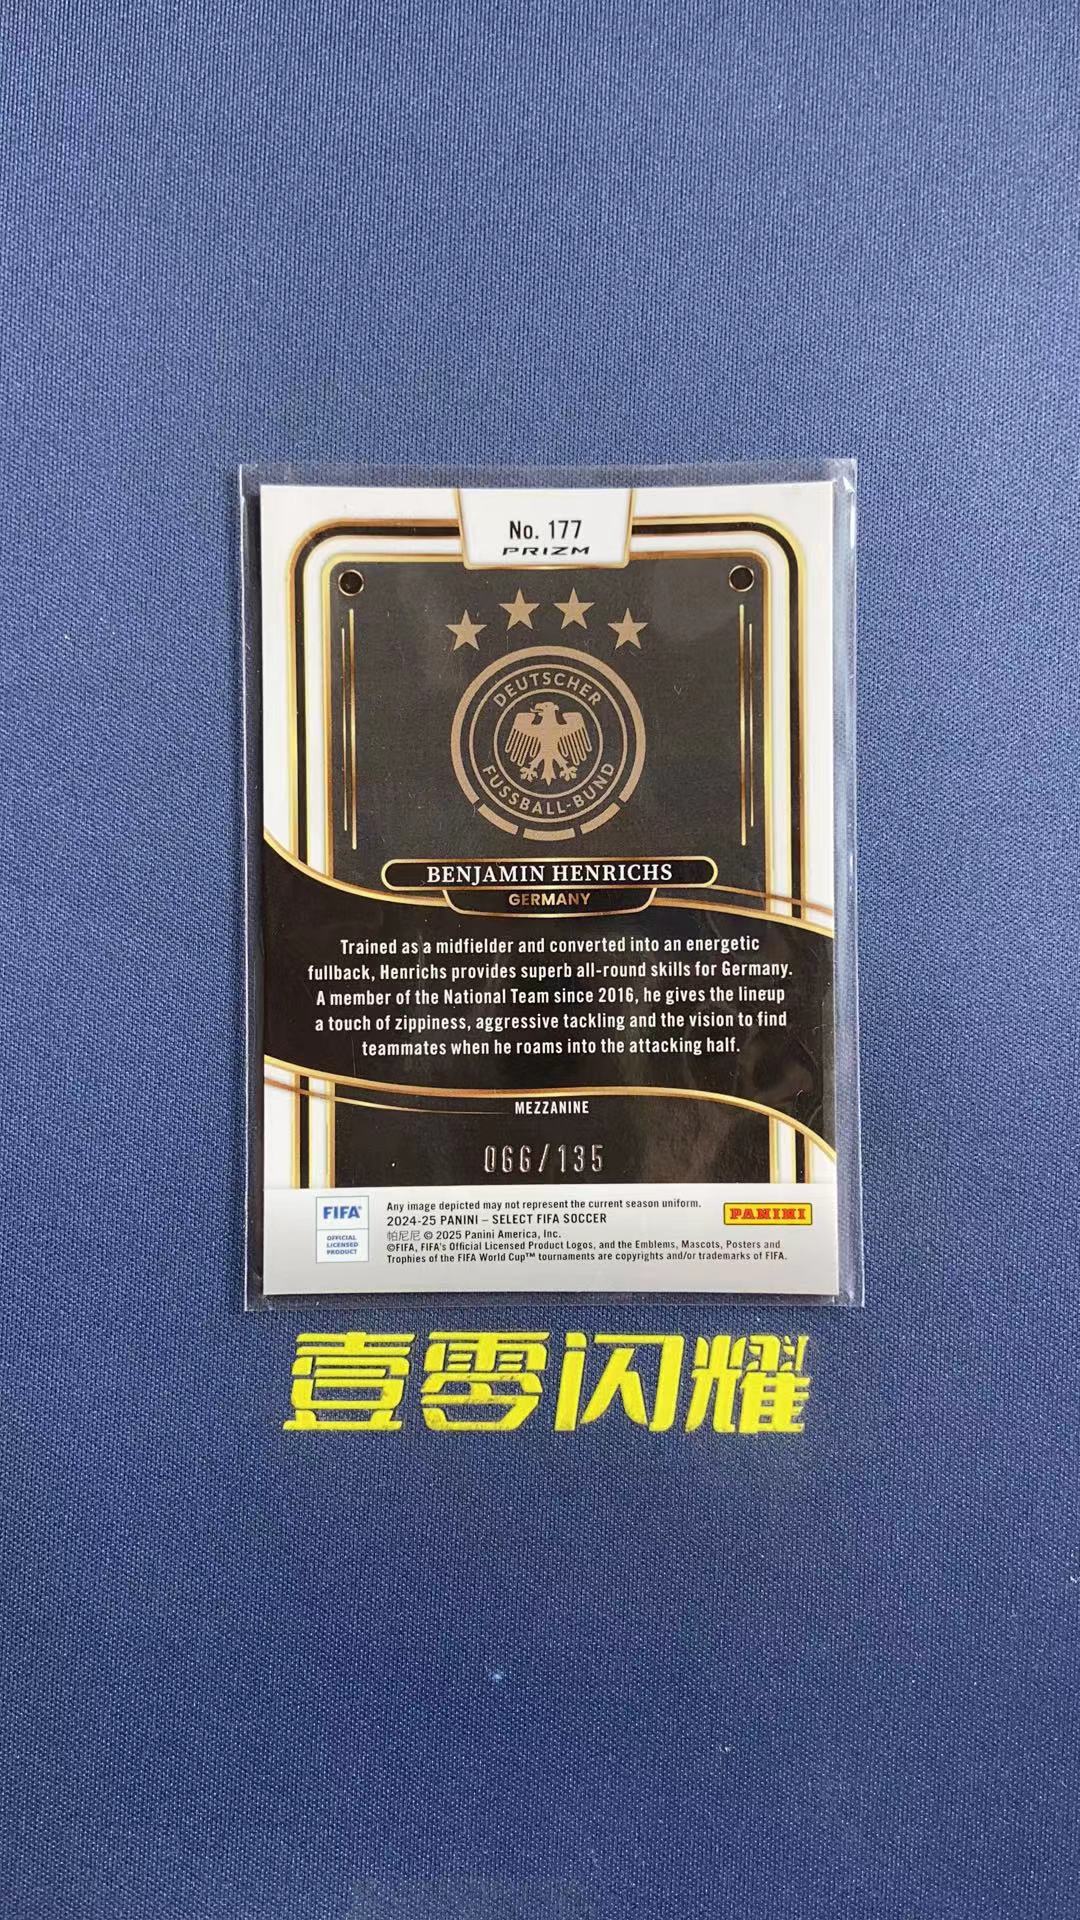 No. 177
PRIZM
DEUTSCHER
FUSSBALL-BUND
BENJAMIN HENRICHS
GERMANY
Trained as a midfielder and converted into an energetic
fullback, Henrichs provides superb all-round skills for Germany.
A member of the National Team since 2016, he gives the lineup
a touch of zippiness, aggressive tackling and the vision to find
teammates when he roams into the attacking half.
MEZZANINE
066/135
FIFA®
OFFICIAL
LICENSED
PRODUCT
Any image depicted may not represent the current season uniform.
2024-25 PANINI – SELECT FIFA SOCCER
帕尼尼 © 2025 Panini America, Inc.
©FIFA, FIFA's Official Licensed Product Logos, and the Emblems, Mascots, Posters and
Trophies of the FIFA World Cup™ tournaments are copyrights and/or trademarks of FIFA.
PANINI
壹零闪耀